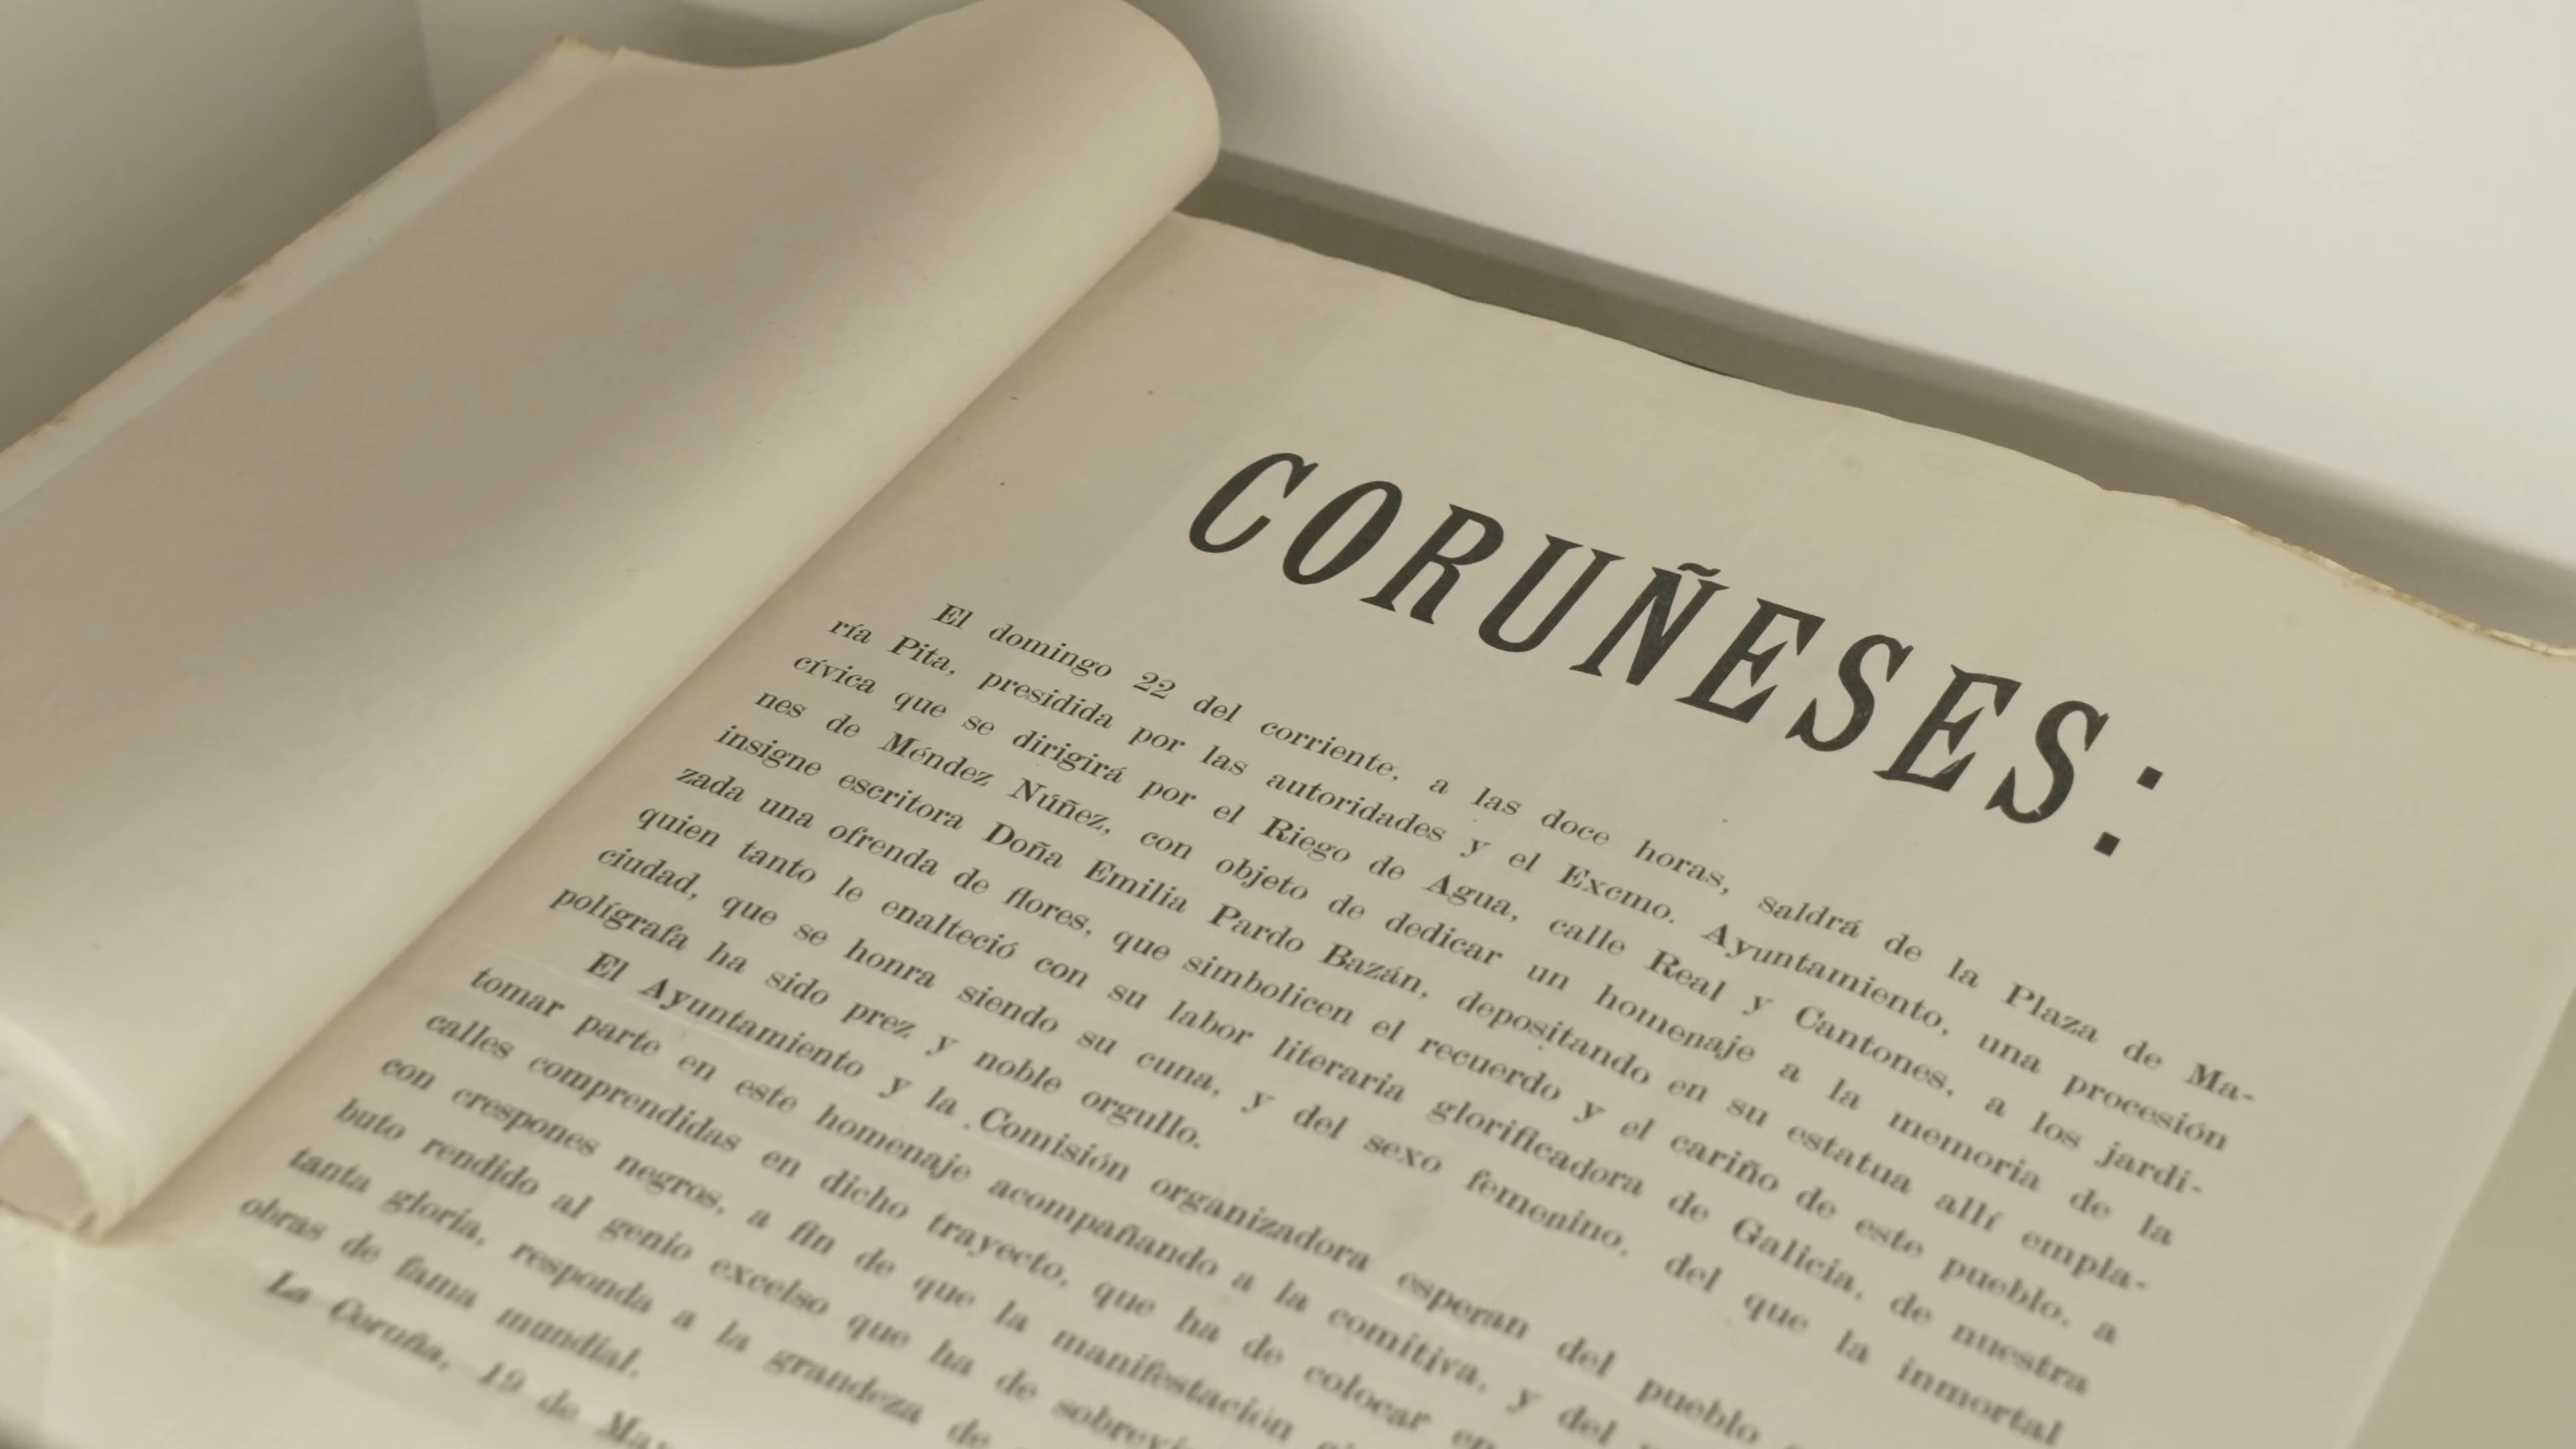 CORUÑESES:
El domingo 22 del corriente, a las doce horas, saldrá de la Plaza de Ma-
ría Pita, presidida por las autoridades y el Excmo. Ayuntamiento, una procesión
cívica que se dirigirá por el Riego de Agua, calle Real y Cantones, a los jardi-
nes de Méndez Núñez, con objeto de dedicar un homenaje a la memoria de la
insigne escritora Doña Emilia Pardo Bazán, depositando en su estatua allí empla-
zada una ofrenda de flores, que simbolicen el recuerdo y el cariño de este pueblo, a
quien tanto le enalteció con su labor literaria glorificadora de Galicia, de nuestra
ciudad, que se honra siendo su cuna, y del sexo femenino, del que la inmortal
polígrafa ha sido prez y noble orgullo.
El Ayuntamiento y la Comisión organizadora esperan del pueblo
tomar parte en este homenaje acompañando a la comitiva, y del
calles comprendidas en dicho trayecto, que ha de colocar
con crespones negros, a fin de que la manifestación
buto rendido al genio excelso que ha de
tanta gloria, responda a la grandeza de
obras de fama mundial.
La Coruña, 19 de